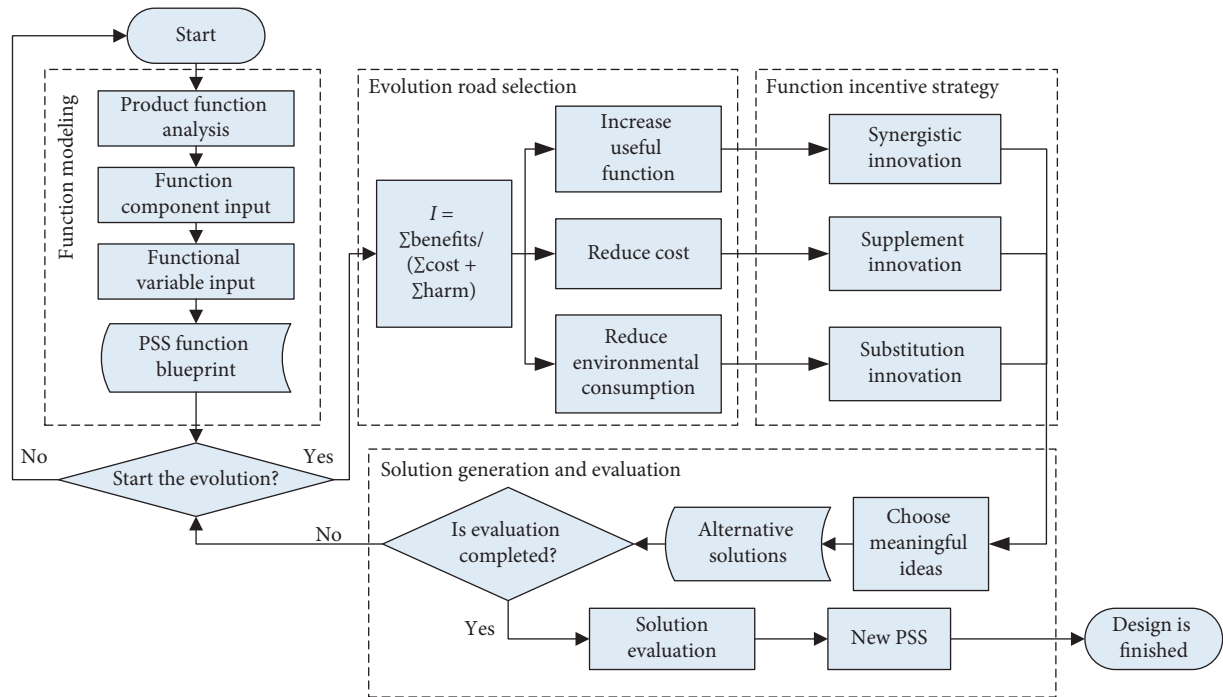 Start
Function modeling
Product function
analysis
Function
component input
Functional
variable input
PSS function
blueprint
Start the evolution?
No
Yes
Evolution road selection
I =
∑benefits/
(∑cost +
∑harm)
Increase
useful
function
Reduce cost
Reduce
environmental
consumption
Function incentive strategy
Synergistic
innovation
Supplement
innovation
Substitution
innovation
Solution generation and evaluation
Choose
meaningful
ideas
Alternative
solutions
Is evaluation
completed?
No
Yes
Solution
evaluation
New PSS
Design is
finished